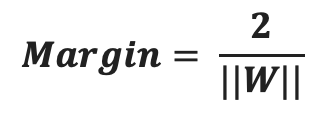 Margin = 2 / ||W||